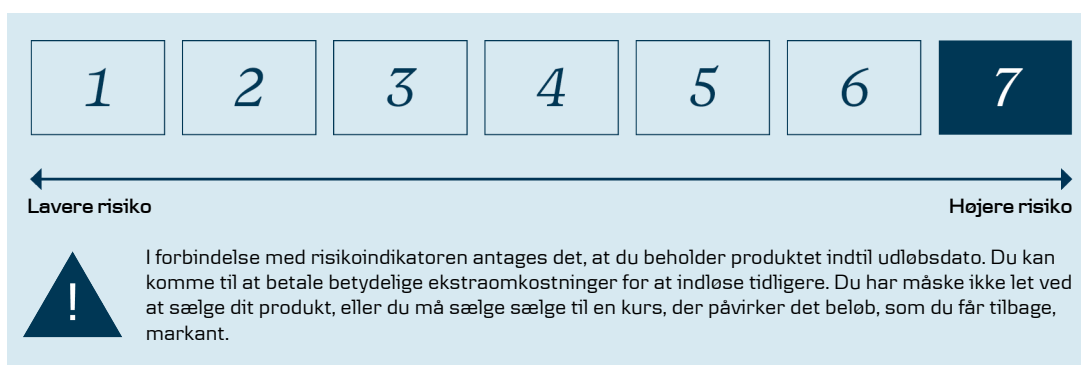 1 2 3 4 5 6 7
Lavere risiko Højere risiko
! I forbindelse med risikoindikatoren antages det, at du beholder produktet indtil udløbsdato. Du kan
komme til at betale betydelige ekstraomkostninger for at indløse tidligere. Du har måske ikke let ved
at sælge dit produkt, eller du må sælge sælge til en kurs, der påvirker det beløb, som du får tilbage,
markant.